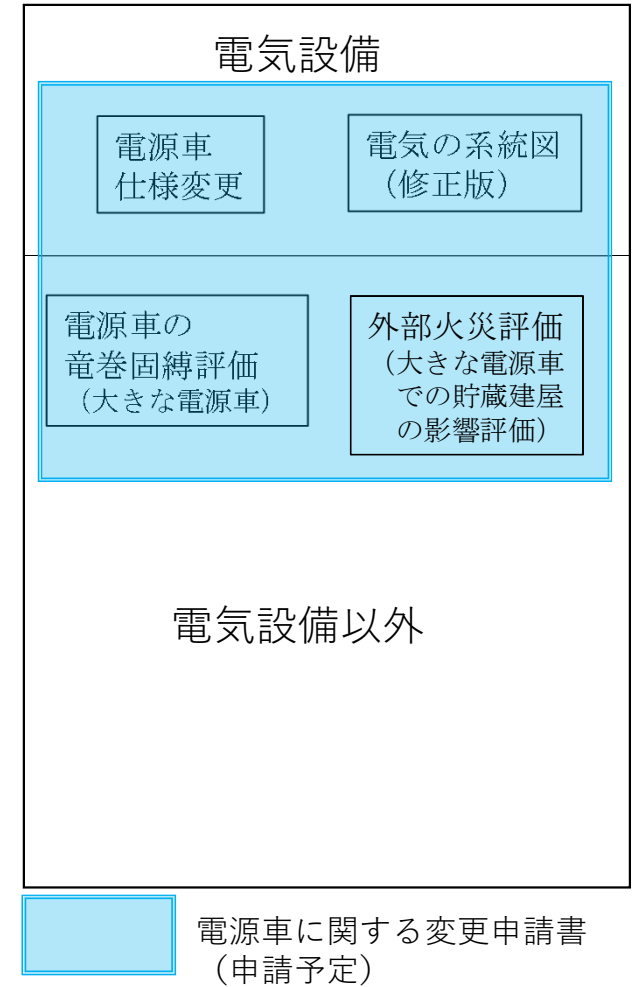 電気設備
電源車
仕様変更
電気の系統図
（修正版）
電源車の
竜巻固縛評価
（大きな電源車）
外部火災評価
（大きな電源車
での貯蔵建屋
の影響評価）
電気設備以外
電源車に関する変更申請書
（申請予定）